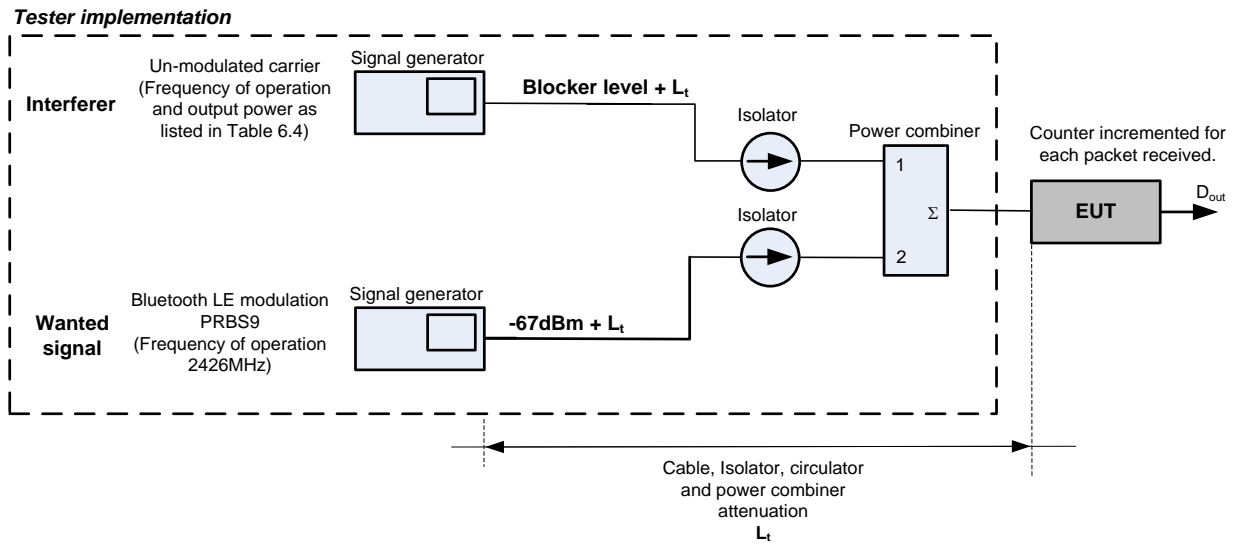 Tester implementation
Interferer
Un-modulated carrier
(Frequency of operation
and output power as
listed in Table 6.4)
Signal generator
Blocker level + Lt
Isolator
Power combiner
Counter incremented for
each packet received.
1
Σ
2
EUT
Dout
Isolator
Wanted
signal
Bluetooth LE modulation
PRBS9
(Frequency of operation
2426MHz)
Signal generator
-67dBm + Lt
Cable, Isolator, circulator
and power combiner
attenuation
Lt